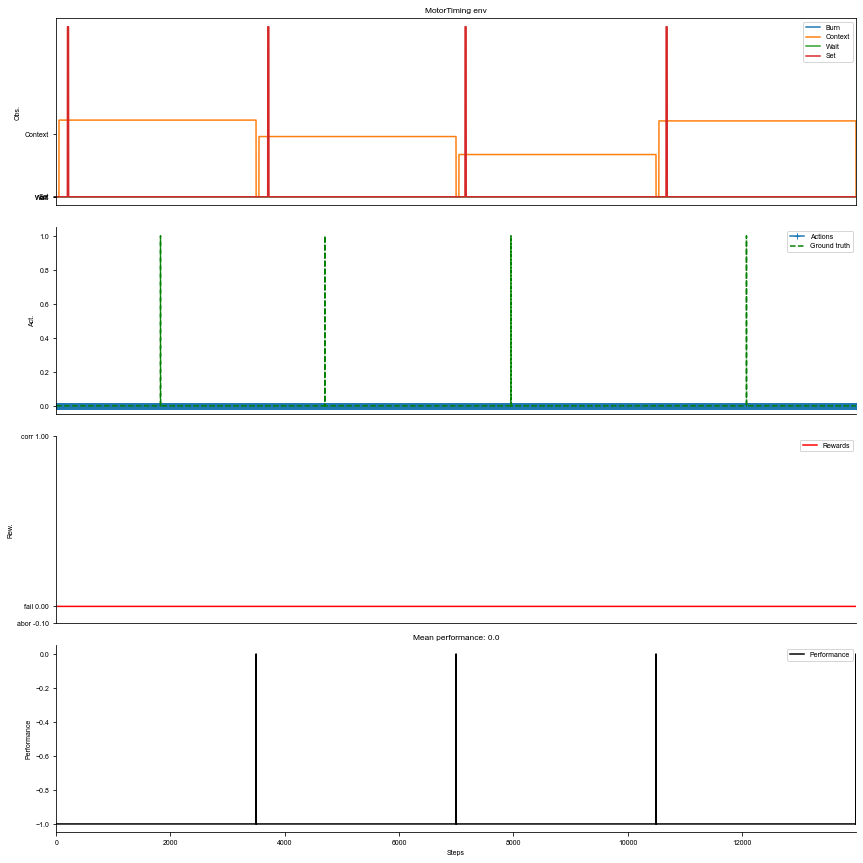 MotorTiming env
Burn
Context
Wait
Set
Obs.
Context
1.0
0.8
0.6
0.4
0.2
0.0
Act.
Actions
Ground truth
corr 1.00
fail 0.00
abor -0.10
Rew.
Rewards
Mean performance: 0.0
0.0
−0.2
−0.4
−0.6
−0.8
−1.0
Performance
Performance
0 2000 4000 6000 8000 10000 12000
Steps